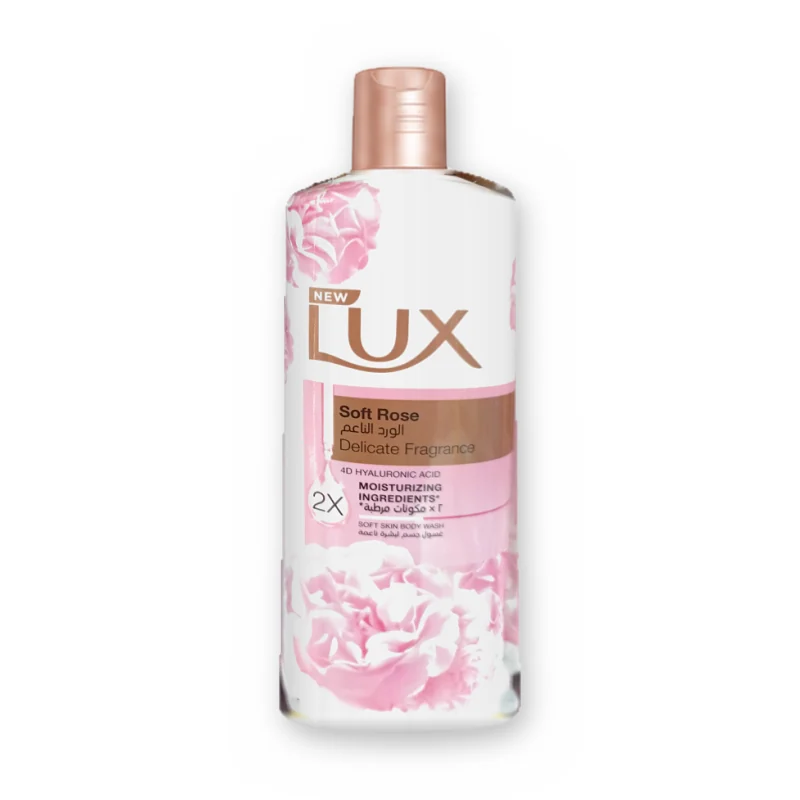 NEW
LUX
Soft Rose
الورد الناعم
Delicate Fragrance
4D HYALURONIC ACID
2X
MOISTURIZING
INGREDIENTS*
٢ × مكونات مرطبة*
SOFT SKIN BODY WASH
غسول جسم لبشرة ناعمة